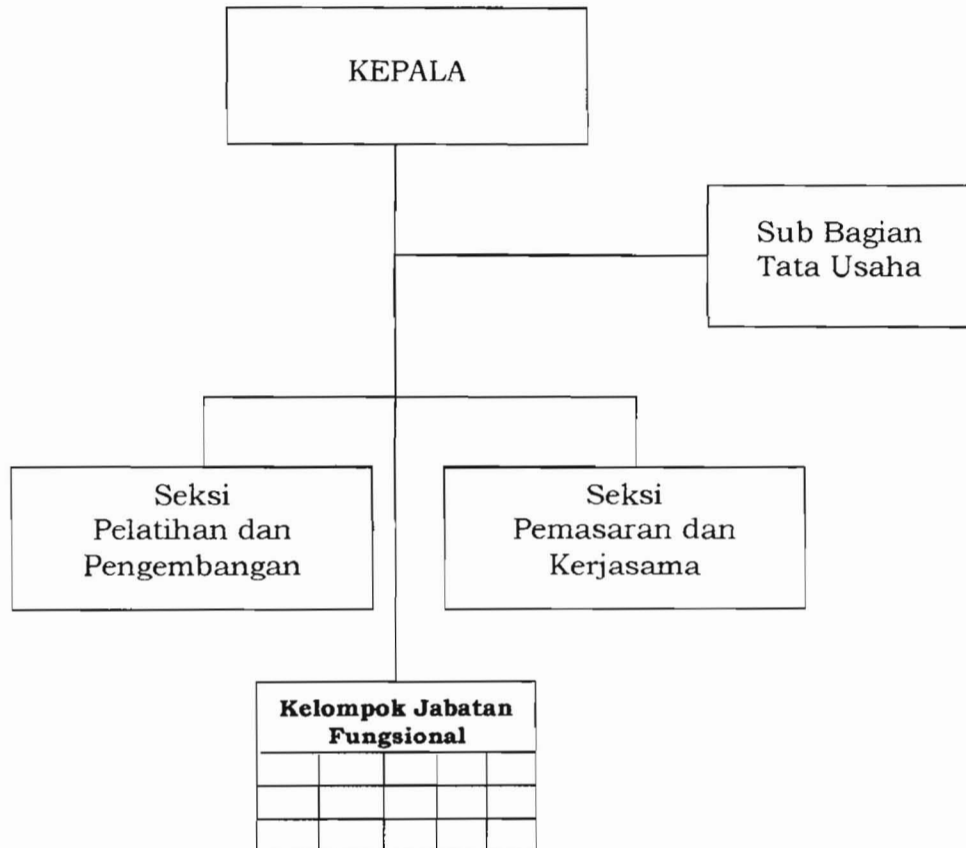 KEPALA
Sub Bagian
Tata Usaha
Seksi
Pelatihan dan
Pengembangan
Seksi
Pemasaran dan
Kerjasama
Kelompok Jabatan
Fungsional